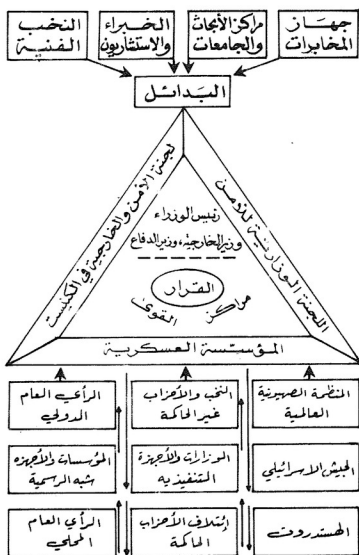 جهاز
المخابرات
مراكز الأبحاث
والجامعات
الخبراء
والاستشاريون
النخب
الفنية
البدائل
اللجنة الوزارية للأمن
لجنة الأمن والخارجية في الكنيست
رئيس الوزراء
وزير الخارجية، وزير الدفاع
القرار
مراكز القوى
المؤسسة العسكرية
المنظمة الصهيونية
العالمية
النخب والأحزاب
غير الحاكمة
الرأي العام
الدولي
الجيش الاسرائيلي
الوزارات والأجهزة
التنفيذية
المؤسسات والأجهزه
شبه الرسمية
الهستدروت
إئتلاف الأحزاب
الحاكمة
الرأي العام
المحلي